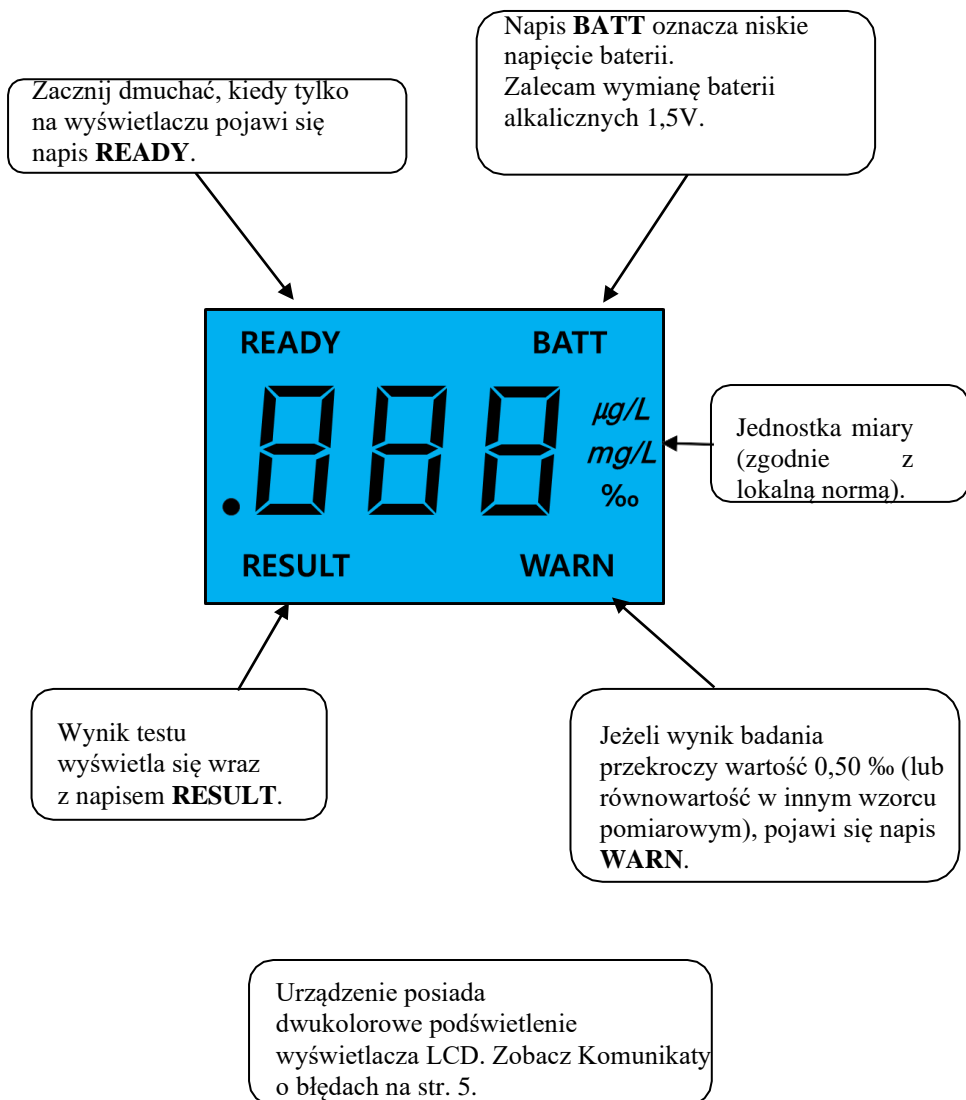 Napis BATT oznacza niskie
napięcie baterii.
Zalecam wymianę baterii
alkalicznych 1,5V.
Zacznij dmuchać, kiedy tylko
na wyświetlaczu pojawi się
napis READY.
READY
BATT
.888
µg/L
mg/L
‰
RESULT
WARN
Jednostka miary
(zgodnie z
lokalną normą).
Wynik testu
wyświetla się wraz
z napisem RESULT.
Jeżeli wynik badania
przekroczy wartość 0,50 ‰ (lub
równowartość w innym wzorcu
pomiarowym), pojawi się napis
WARN.
Urządzenie posiada
dwukolorowe podświetlenie
wyświetlacza LCD. Zobacz Komunikaty
o błędach na str. 5.